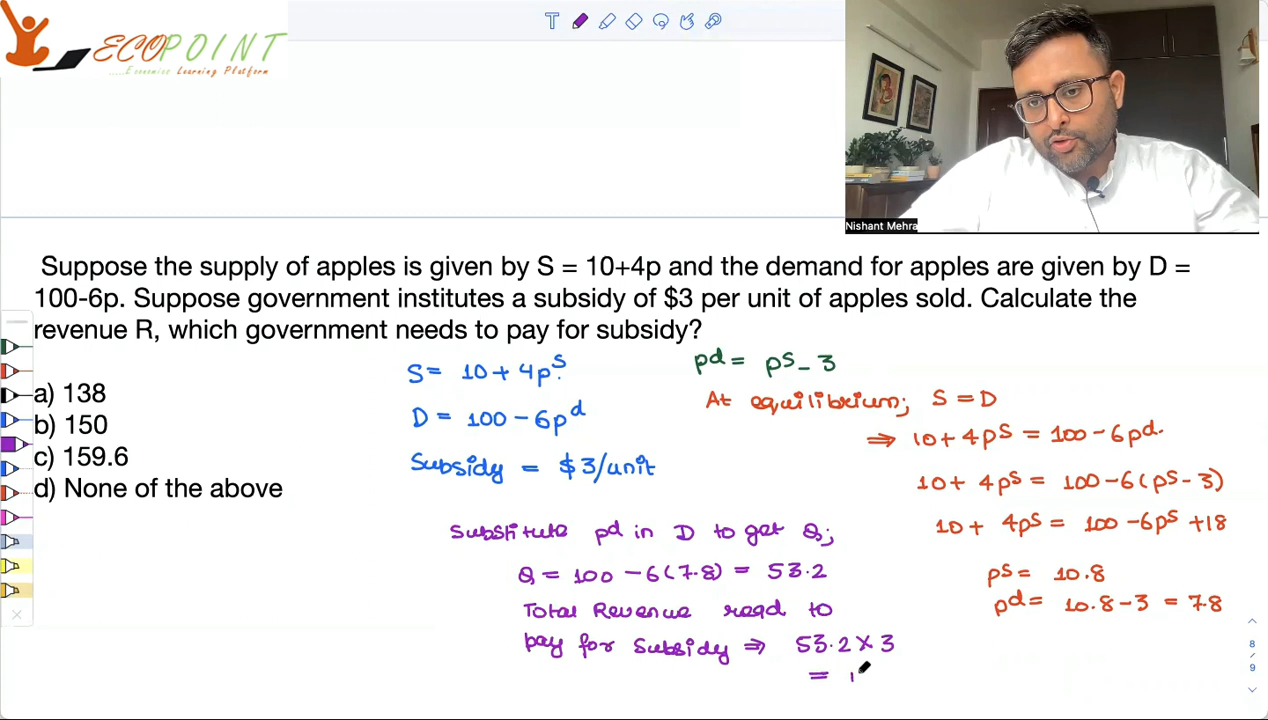 ECOPOINT
.....Economics Learning Platform
Nishant Mehra
Suppose the supply of apples is given by S = 10+4p and the demand for apples are given by D =
100-6p. Suppose government institutes a subsidy of $3 per unit of apples sold. Calculate the
revenue R, which government needs to pay for subsidy?
a) 138
b) 150
c) 159.6
d) None of the above
S = 10 + 4pˢ
D = 100 - 6pᵈ
Subsidy = $3/unit
pd = pˢ - 3
At equilibrium; S = D
⇒ 10 + 4pˢ = 100 - 6pd
10 + 4pˢ = 100 - 6(pˢ - 3)
10 + 4pˢ = 100 - 6pˢ + 18
pˢ = 10.8
pd = 10.8 - 3 = 7.8
Substitute pd in D to get Q;
Q = 100 - 6(7.8) = 53.2
Total Revenue reqd to
pay for subsidy ⇒ 53.2 × 3
=
8/9